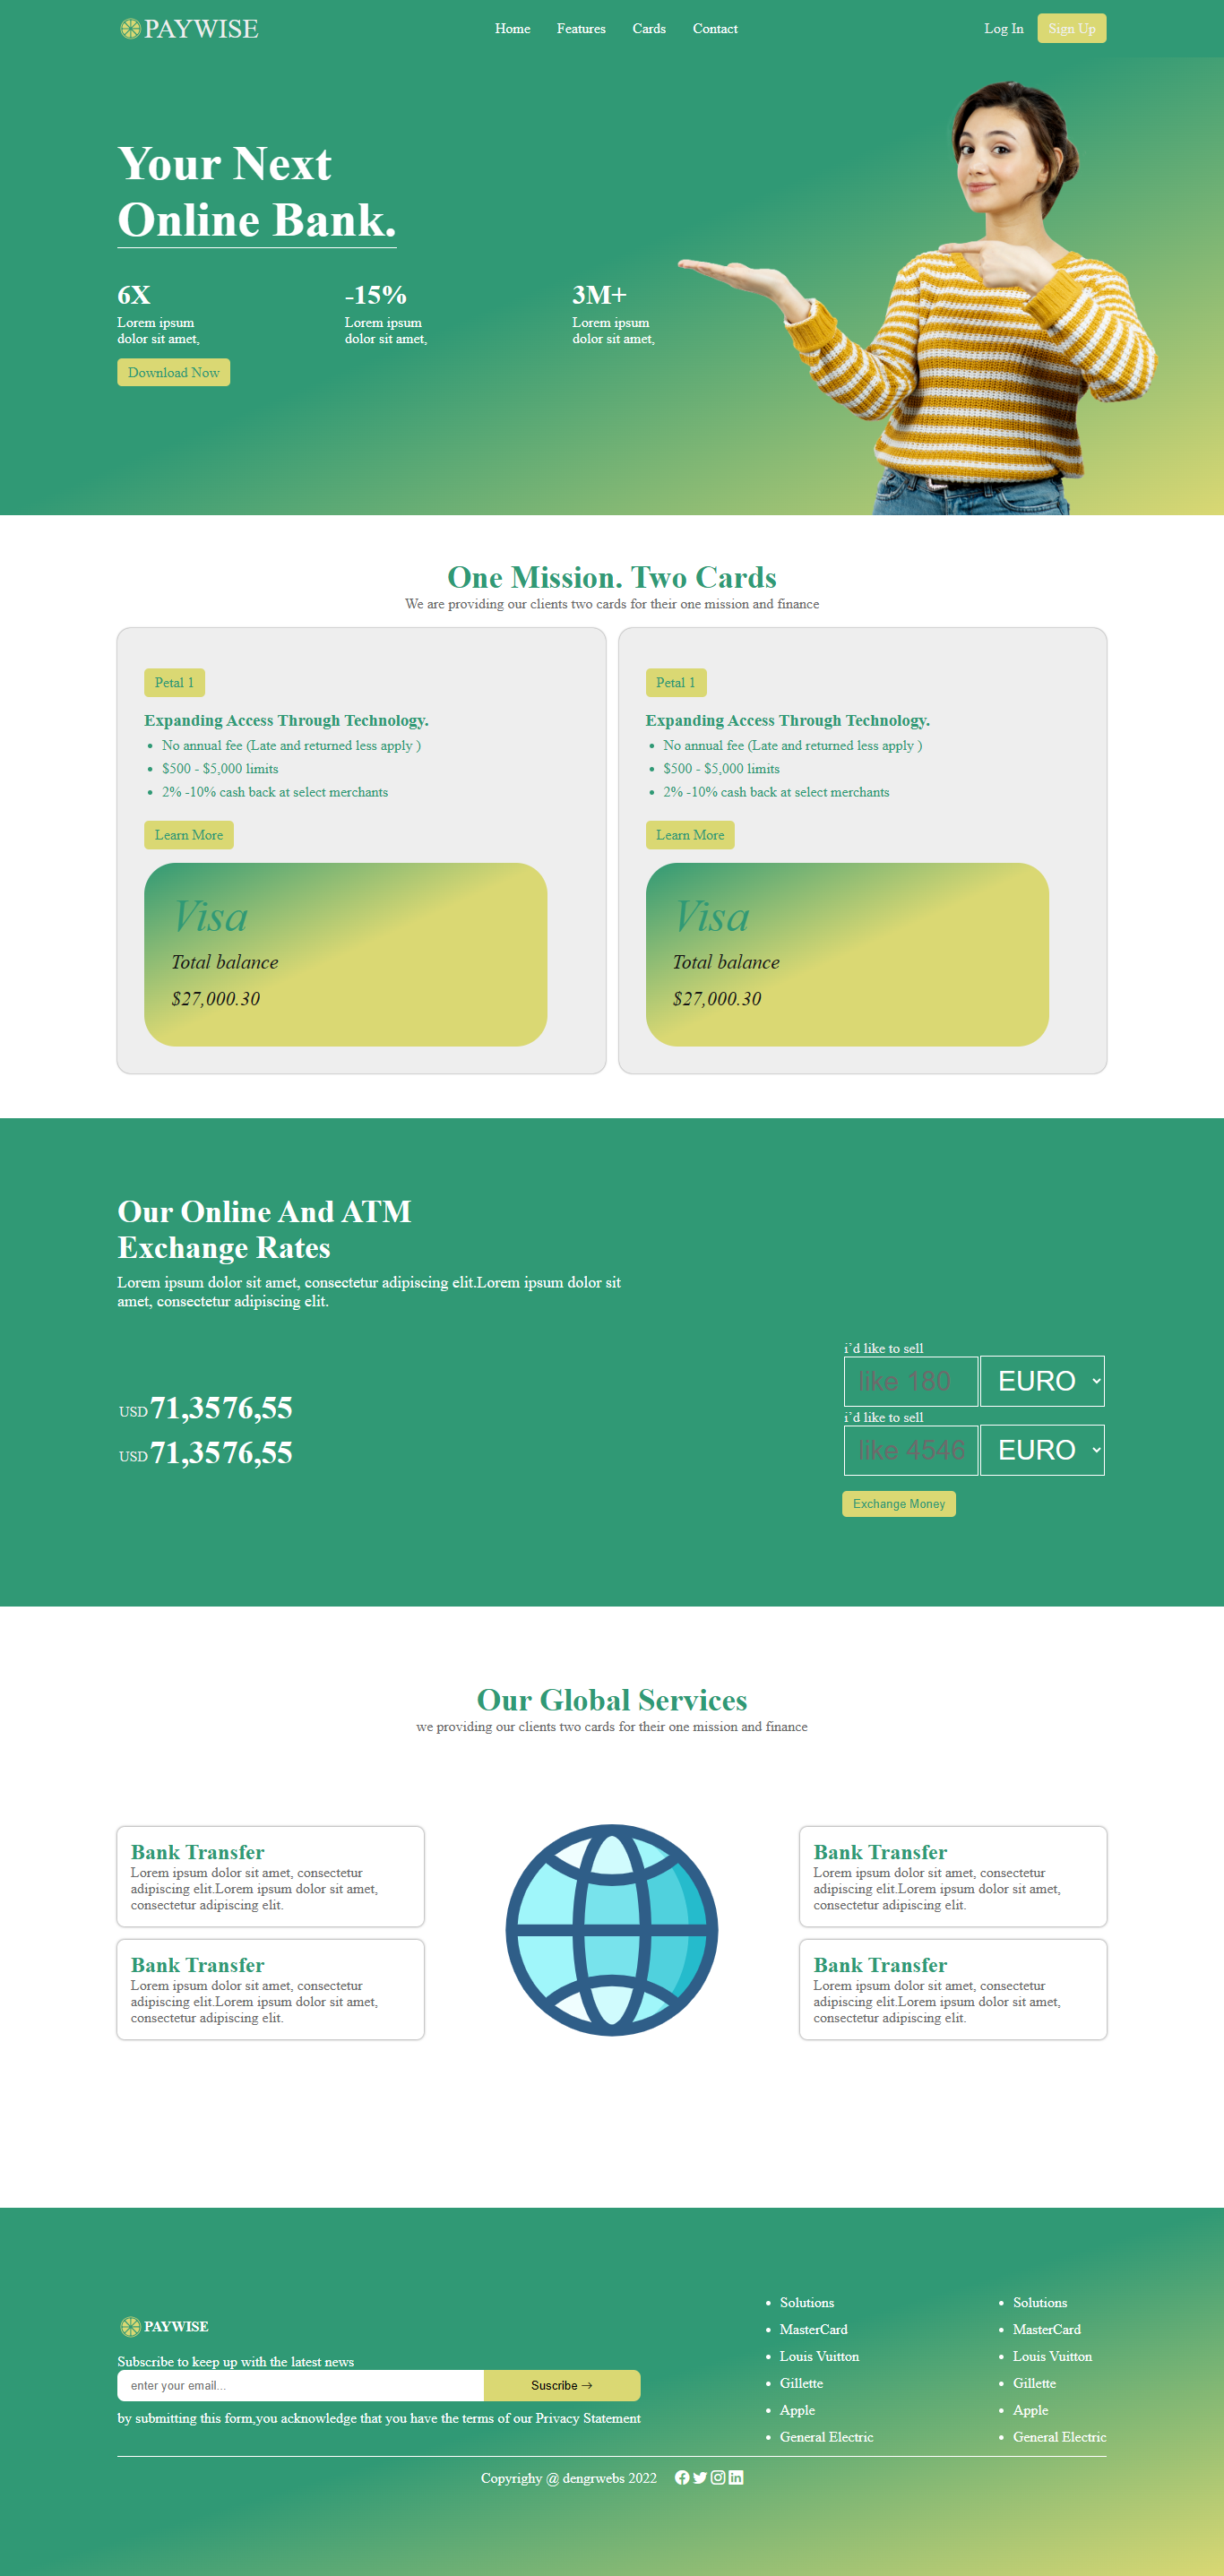 PAYWISE
Home Features Cards Contact
Log In Sign Up
Your Next
Online Bank.
6X
Lorem ipsum
dolor sit amet,
-15%
Lorem ipsum
dolor sit amet,
3M+
Lorem ipsum
dolor sit amet,
Download Now
One Mission. Two Cards
We are providing our clients two cards for their one mission and finance
Petal 1
Expanding Access Through Technology.
No annual fee (Late and returned less apply )
$500 - $5,000 limits
2% -10% cash back at select merchants
Learn More
Visa
Total balance
$27,000.30
Petal 1
Expanding Access Through Technology.
No annual fee (Late and returned less apply )
$500 - $5,000 limits
2% -10% cash back at select merchants
Learn More
Visa
Total balance
$27,000.30
Our Online And ATM
Exchange Rates
Lorem ipsum dolor sit amet, consectetur adipiscing elit.Lorem ipsum dolor sit
amet, consectetur adipiscing elit.
USD 71,3576,55
USD 71,3576,55
i'd like to sell
like 180 EURO
i'd like to sell
like 4546 EURO
Exchange Money
Our Global Services
we providing our clients two cards for their one mission and finance
Bank Transfer
Lorem ipsum dolor sit amet, consectetur
adipiscing elit.Lorem ipsum dolor sit amet,
consectetur adipiscing elit.
Bank Transfer
Lorem ipsum dolor sit amet, consectetur
adipiscing elit.Lorem ipsum dolor sit amet,
consectetur adipiscing elit.
Bank Transfer
Lorem ipsum dolor sit amet, consectetur
adipiscing elit.Lorem ipsum dolor sit amet,
consectetur adipiscing elit.
Bank Transfer
Lorem ipsum dolor sit amet, consectetur
adipiscing elit.Lorem ipsum dolor sit amet,
consectetur adipiscing elit.
PAYWISE
Subscribe to keep up with the latest news
enter your email... Suscribe →
by submitting this form,you acknowledge that you have the terms of our Privacy Statement
Solutions
MasterCard
Louis Vuitton
Gillette
Apple
General Electric
Solutions
MasterCard
Louis Vuitton
Gillette
Apple
General Electric
Copyrighy @ dengrwebs 2022